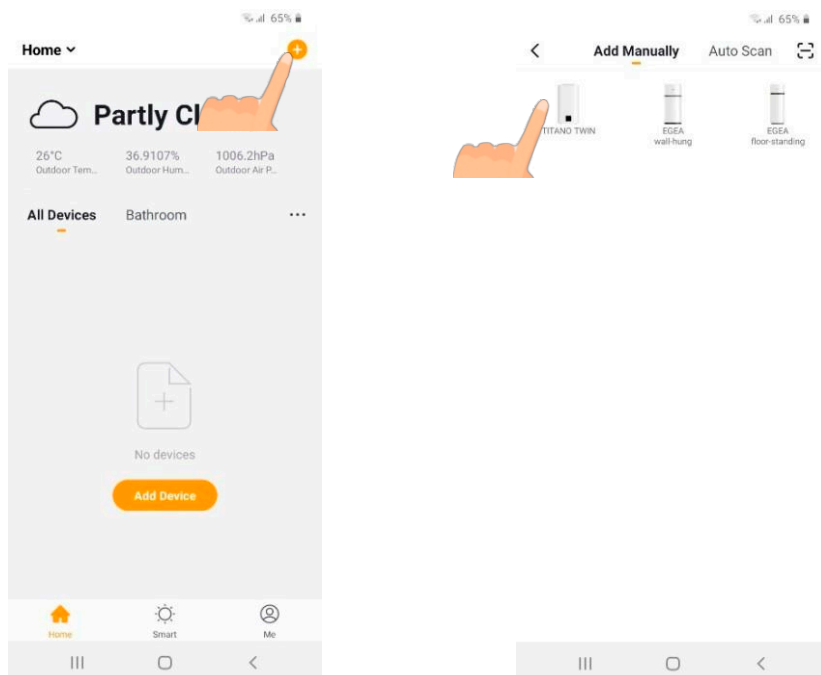 65%
Home
Partly Cl
26°C
36.9107%
1006.2hPa
Outdoor Tem...
Outdoor Hum...
Outdoor Air P...
All Devices
Bathroom
No devices
Add Device
Home
Smart
Me
65%
Add Manually
Auto Scan
TITANO TWIN
EGEA
wall-hung
EGEA
floor-standing